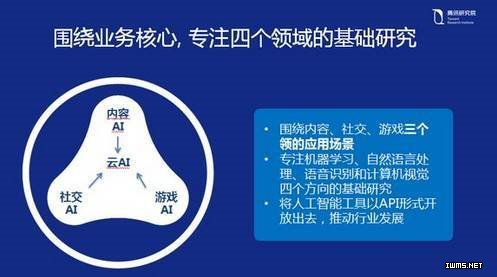 腾讯研究院
Tencent
Research Institute
围绕业务核心, 专注四个领域的基础研究
内容
AI
云AI
社交
AI
游戏
AI
• 围绕内容、社交、游戏三个
领的应用场景
• 专注机器学习、自然语言处
理、语音识别和计算机视觉
四个方向的基础研究
• 将人工智能工具以API形式开
放出去，推动行业发展
IWMS.NET